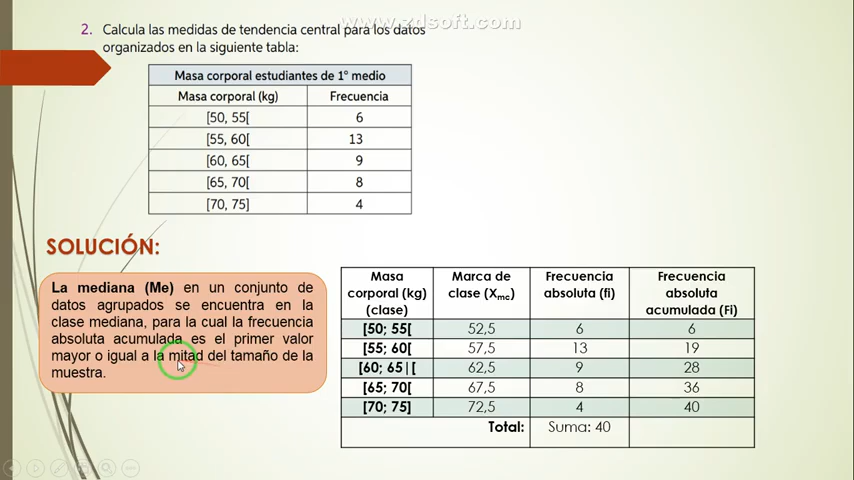 www.zdsoft.com
2. Calcula las medidas de tendencia central para los datos
organizados en la siguiente tabla:
Masa corporal estudiantes de 1° medio
Masa corporal (kg) Frecuencia
[50, 55[ 6
[55, 60[ 13
[60, 65[ 9
[65, 70[ 8
[70, 75] 4
SOLUCIÓN:
La mediana (Me) en un conjunto de
datos agrupados se encuentra en la
clase mediana, para la cual la frecuencia
absoluta acumulada es el primer valor
mayor o igual a la mitad del tamaño de la
muestra.
Masa Marca de Frecuencia Frecuencia
corporal (kg) clase (Xmc) absoluta (fi) absoluta
(clase) acumulada (Fi)
[50; 55[ 52,5 6 6
[55; 60[ 57,5 13 19
[60; 65|[ 62,5 9 28
[65; 70[ 67,5 8 36
[70; 75] 72,5 4 40
Total: Suma: 40